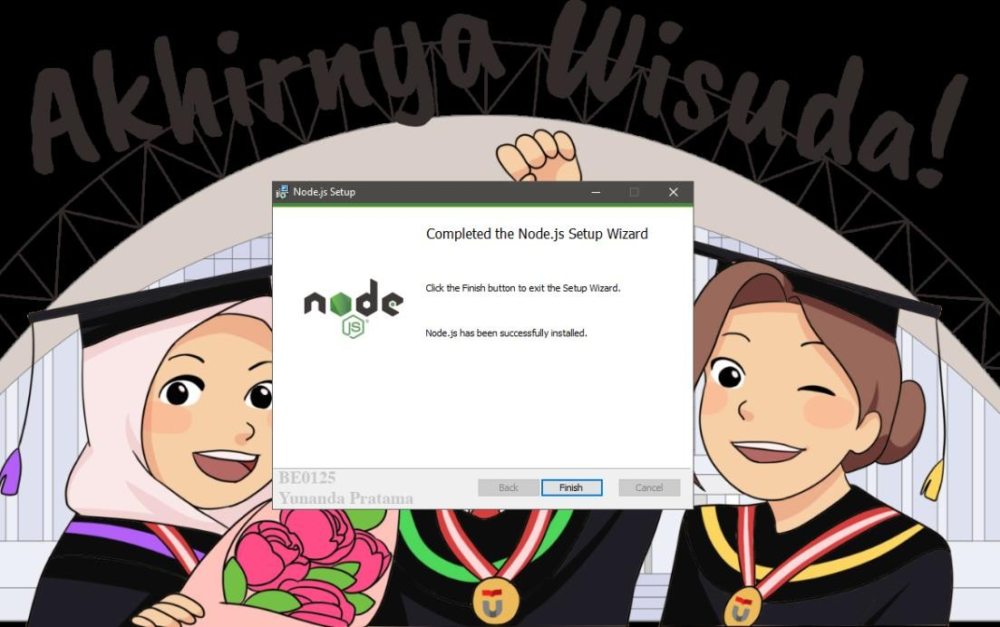 Akhirnya Wisuda!
Node.js Setup
Completed the Node.js Setup Wizard
Click the Finish button to exit the Setup Wizard.
node
JS
Node.js has been successfully installed.
BE0125
Yunanda Pratama
Back
Finish
Cancel